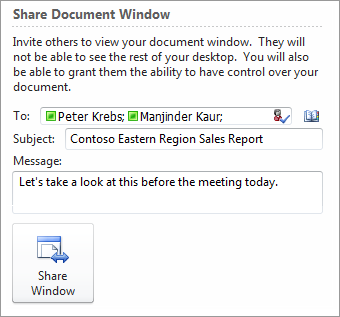 Share Document Window
Invite others to view your document window. They will
not be able to see the rest of your desktop. You will also
be able to grant them the ability to have control over your
document.
To: Peter Krebs; Manjinder Kaur;
Subject: Contoso Eastern Region Sales Report
Message:
Let's take a look at this before the meeting today.
Share
Window